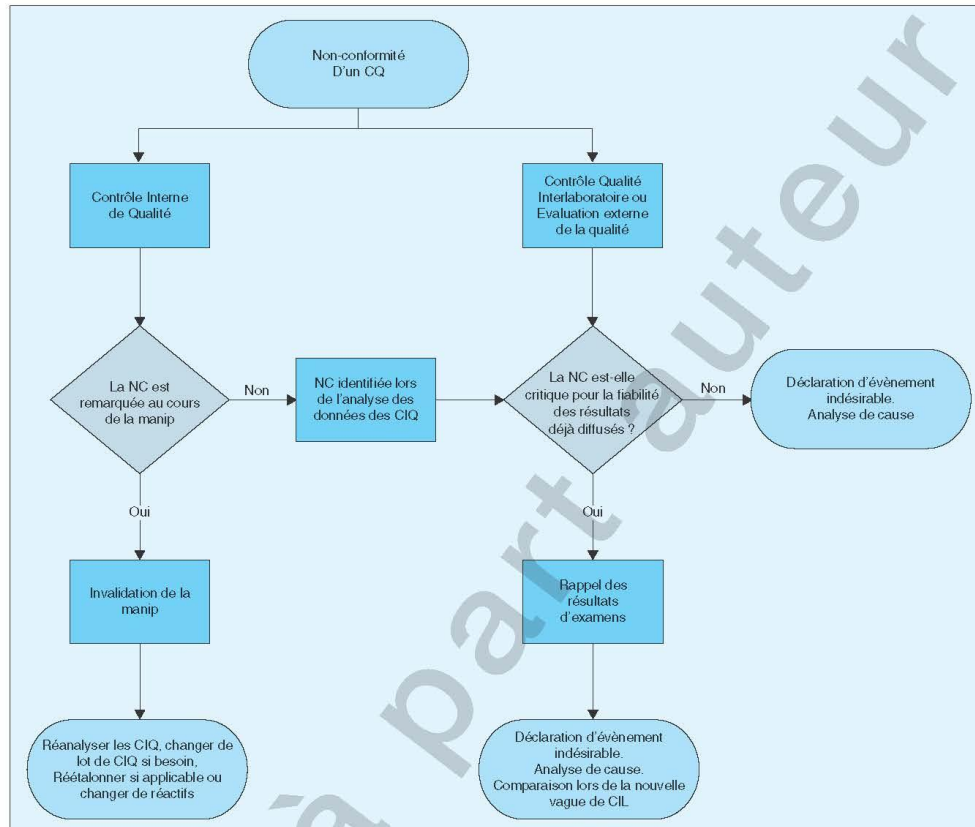 Non-conformité
D'un CQ
Contrôle Interne
de Qualité
Contrôle Qualité
Interlaboratoire ou
Evaluation externe
de la qualité
La NC est
remarquée au cours
de la manip
Non
NC identifiée lors
de l'analyse des
données des CIQ
La NC est-elle
critique pour la fiabilité
des résultats
déjà diffusés ?
Non
Déclaration d'évènement
indésirable.
Analyse de cause
Oui
Oui
Invalidation de la
manip
Rappel des
résultats
d'examens
Réanalyser les CIQ, changer de
lot de CIQ si besoin,
Réétalonner si applicable ou
changer de réactifs
Déclaration d'évènement
indésirable.
Analyse de cause.
Comparaison lors de la nouvelle
vague de CIL
à part auteur